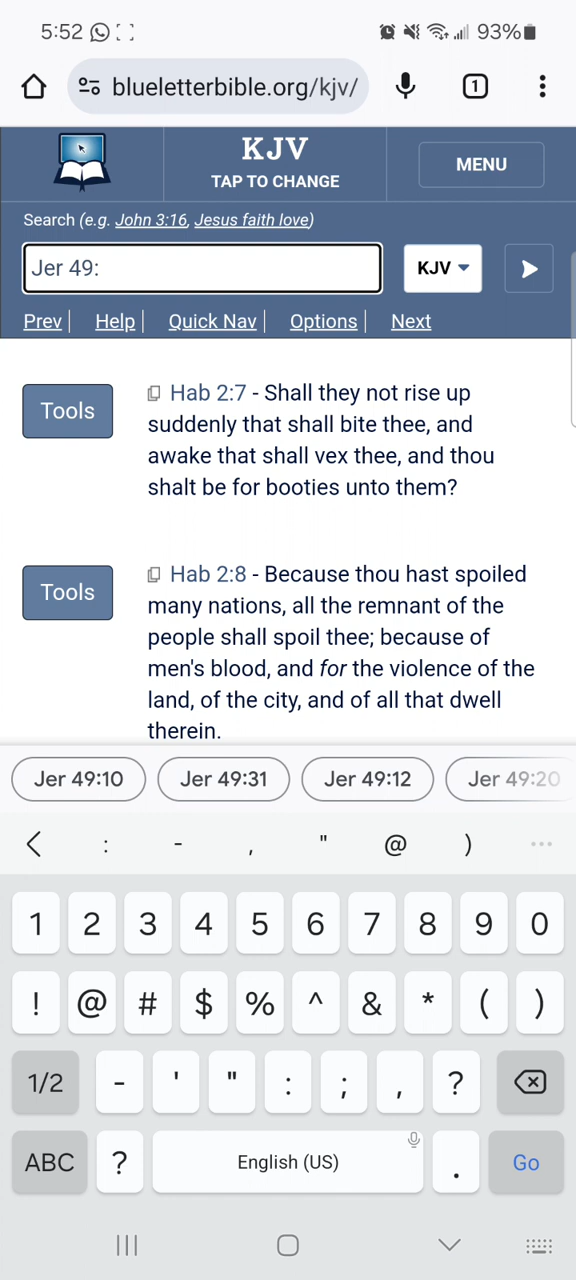 5:52 93%
blueletterbible.org/kjv/ 1
KJV
TAP TO CHANGE
MENU
Search (e.g. John 3:16, Jesus faith love)
Jer 49: KJV
Prev | Help | Quick Nav | Options | Next
Tools
Hab 2:7 - Shall they not rise up
suddenly that shall bite thee, and
awake that shall vex thee, and thou
shalt be for booties unto them?
Tools
Hab 2:8 - Because thou hast spoiled
many nations, all the remnant of the
people shall spoil thee; because of
men's blood, and for the violence of the
land, of the city, and of all that dwell
therein.
Jer 49:10 Jer 49:31 Jer 49:12 Jer 49:20
: - , " @ ) ...
1 2 3 4 5 6 7 8 9 0
! @ # $ % ^ & * ( )
1/2 - ' " : ; , ?
ABC ? English (US) . Go